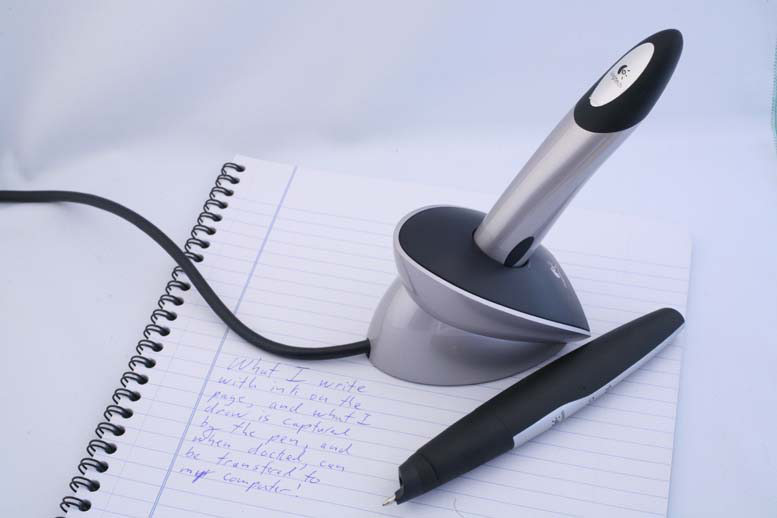 Logitech
What I write
with ink on the
page, and what I
draw is captured
by the pen, and
when docked, can
be transfered to
my computer!